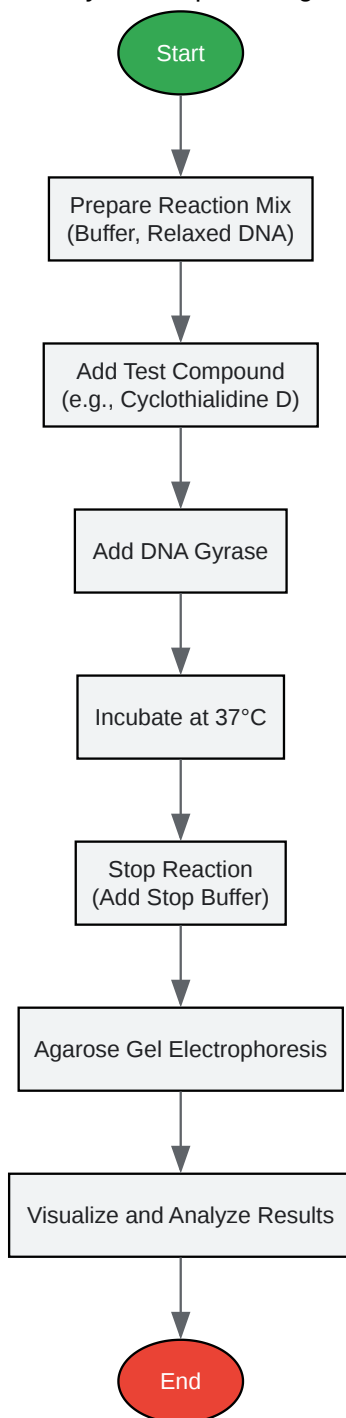 Start
Prepare Reaction Mix
(Buffer, Relaxed DNA)
Add Test Compound
(e.g., Cyclothialidine D)
Add DNA Gyrase
Incubate at 37°C
Stop Reaction
(Add Stop Buffer)
Agarose Gel Electrophoresis
Visualize and Analyze Results
End